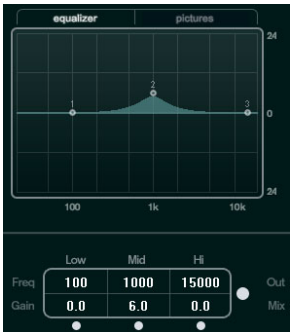 equalizer pictures
24
2
1 3 0
24
100 1k 10k
Low Mid Hi
Freq 100 1000 15000 Out
Gain 0.0 6.0 0.0 Mix